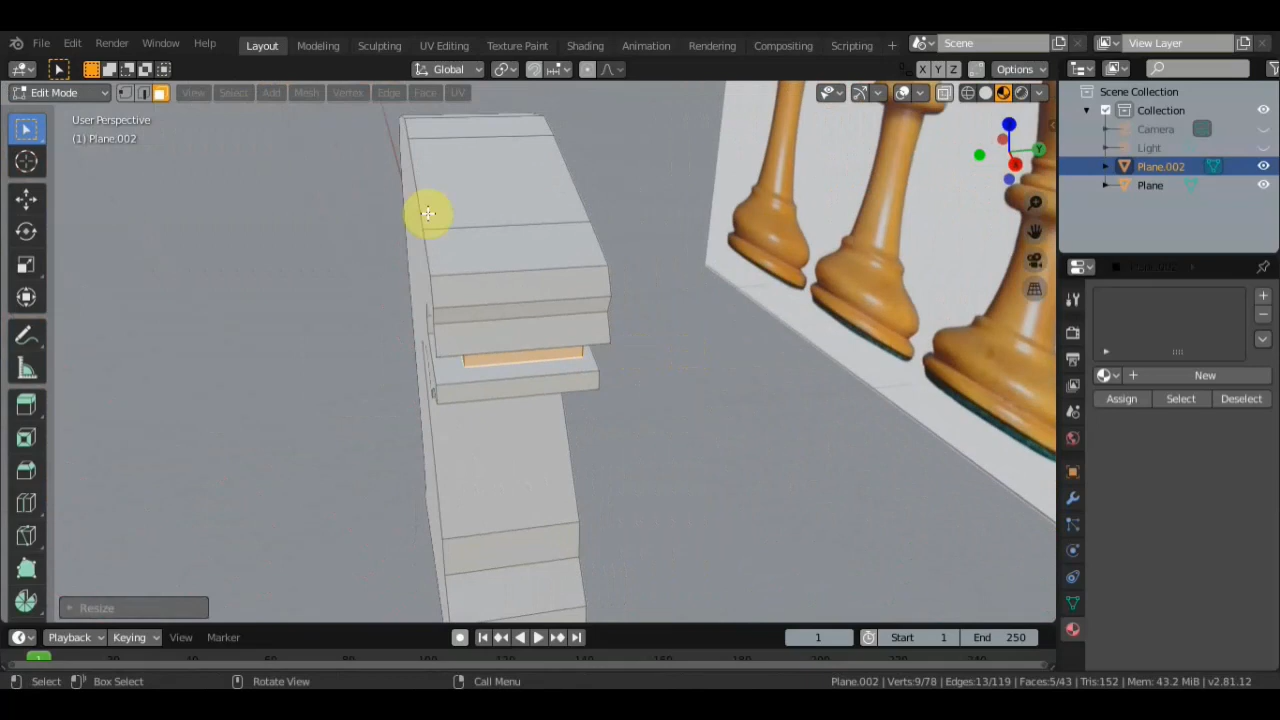 File Edit Render Window Help Layout Modeling Sculpting UV Editing Texture Paint Shading Animation Rendering Compositing Scripting + Scene View Layer
Global X Y Z Options
Edit Mode View Select Add Mesh Vertex Edge Face UV
Scene Collection
User Perspective
(1) Plane.002
Collection
Camera
Light
Plane.002
Plane
New
Assign Select Deselect
Resize
Playback Keying View Marker 1 Start 1 End 250
Select Box Select Rotate View Call Menu Plane.002 | Verts:9/78 | Edges:13/119 | Faces:5/43 | Tris:152 | Mem: 43.2 MiB | v2.81.12